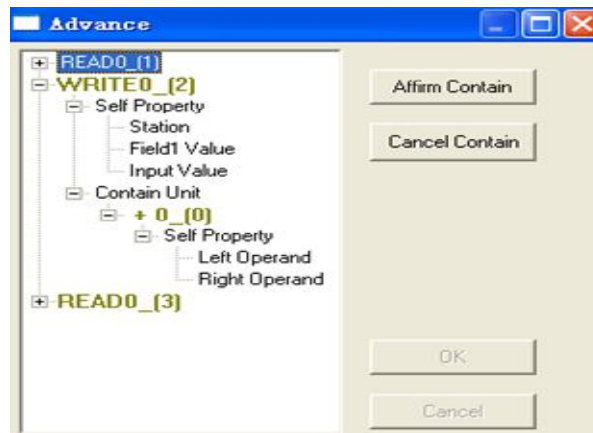 Advance
READ0_(1)
WRITE0_(2)
Self Property
Station
Field1 Value
Input Value
Contain Unit
+ 0_(0)
Self Property
Left Operand
Right Operand
READ0_(3)
Affirm Contain
Cancel Contain
OK
Cancel